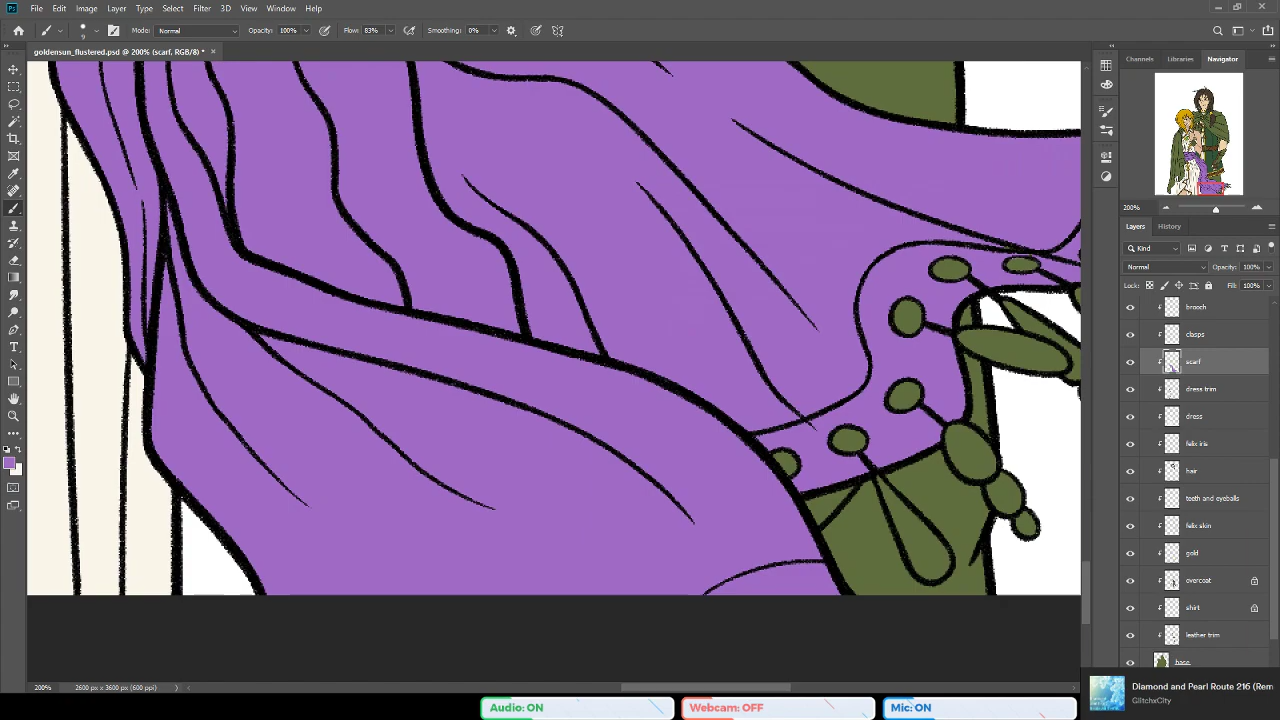 Ps File Edit Image Layer Type Select Filter 3D View Window Help
9 Mode: Normal Opacity: 100% Flow: 83% Smoothing: 0%
goldensun_flustered.psd @ 200% (scarf, RGB/8) *
Channels Libraries Navigator
200%
Layers History
Kind
Normal Opacity: 100%
Lock: Fill: 100%
brooch
clasps
scarf
dress trim
dress
felix iris
hair
teeth and eyeballs
felix skin
gold
overcoat
shirt
leather trim
base
200% 2600 px x 3600 px (600 ppi)
Audio: ON Webcam: OFF Mic: ON
Diamond and Pearl Route 216 (Rem
GlitchxCity